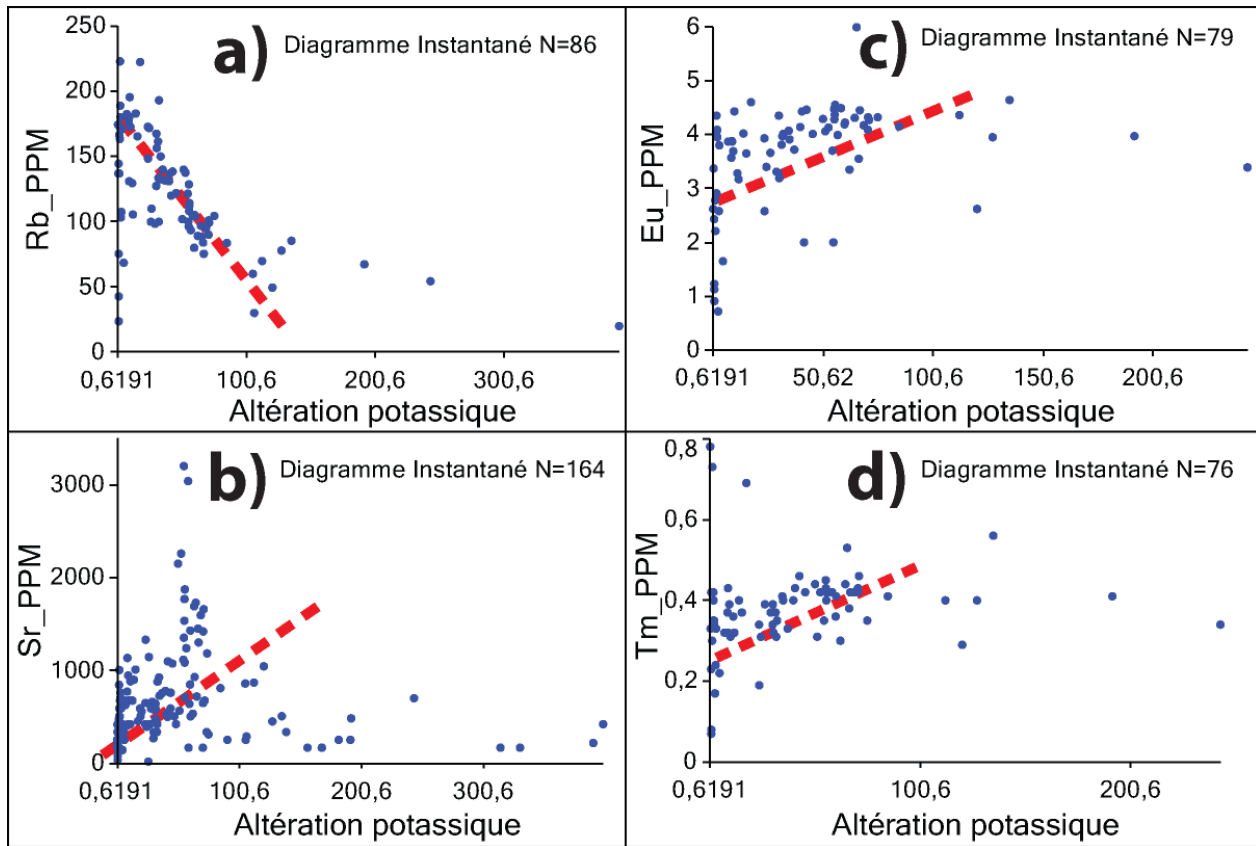 a)
Diagramme Instantané N=86
Rb_PPM
250
200
150
100
50
0
0,6191 100,6 200,6 300,6
Altération potassique
c)
Diagramme Instantané N=79
Eu_PPM
6
5
4
3
2
1
0
0,6191 50,62 100,6 150,6 200,6
Altération potassique
b)
Diagramme Instantané N=164
Sr_PPM
3000
2000
1000
0
0,6191 100,6 200,6 300,6
Altération potassique
d)
Diagramme Instantané N=76
Tm_PPM
0,8
0,6
0,4
0,2
0
0,6191 100,6 200,6
Altération potassique